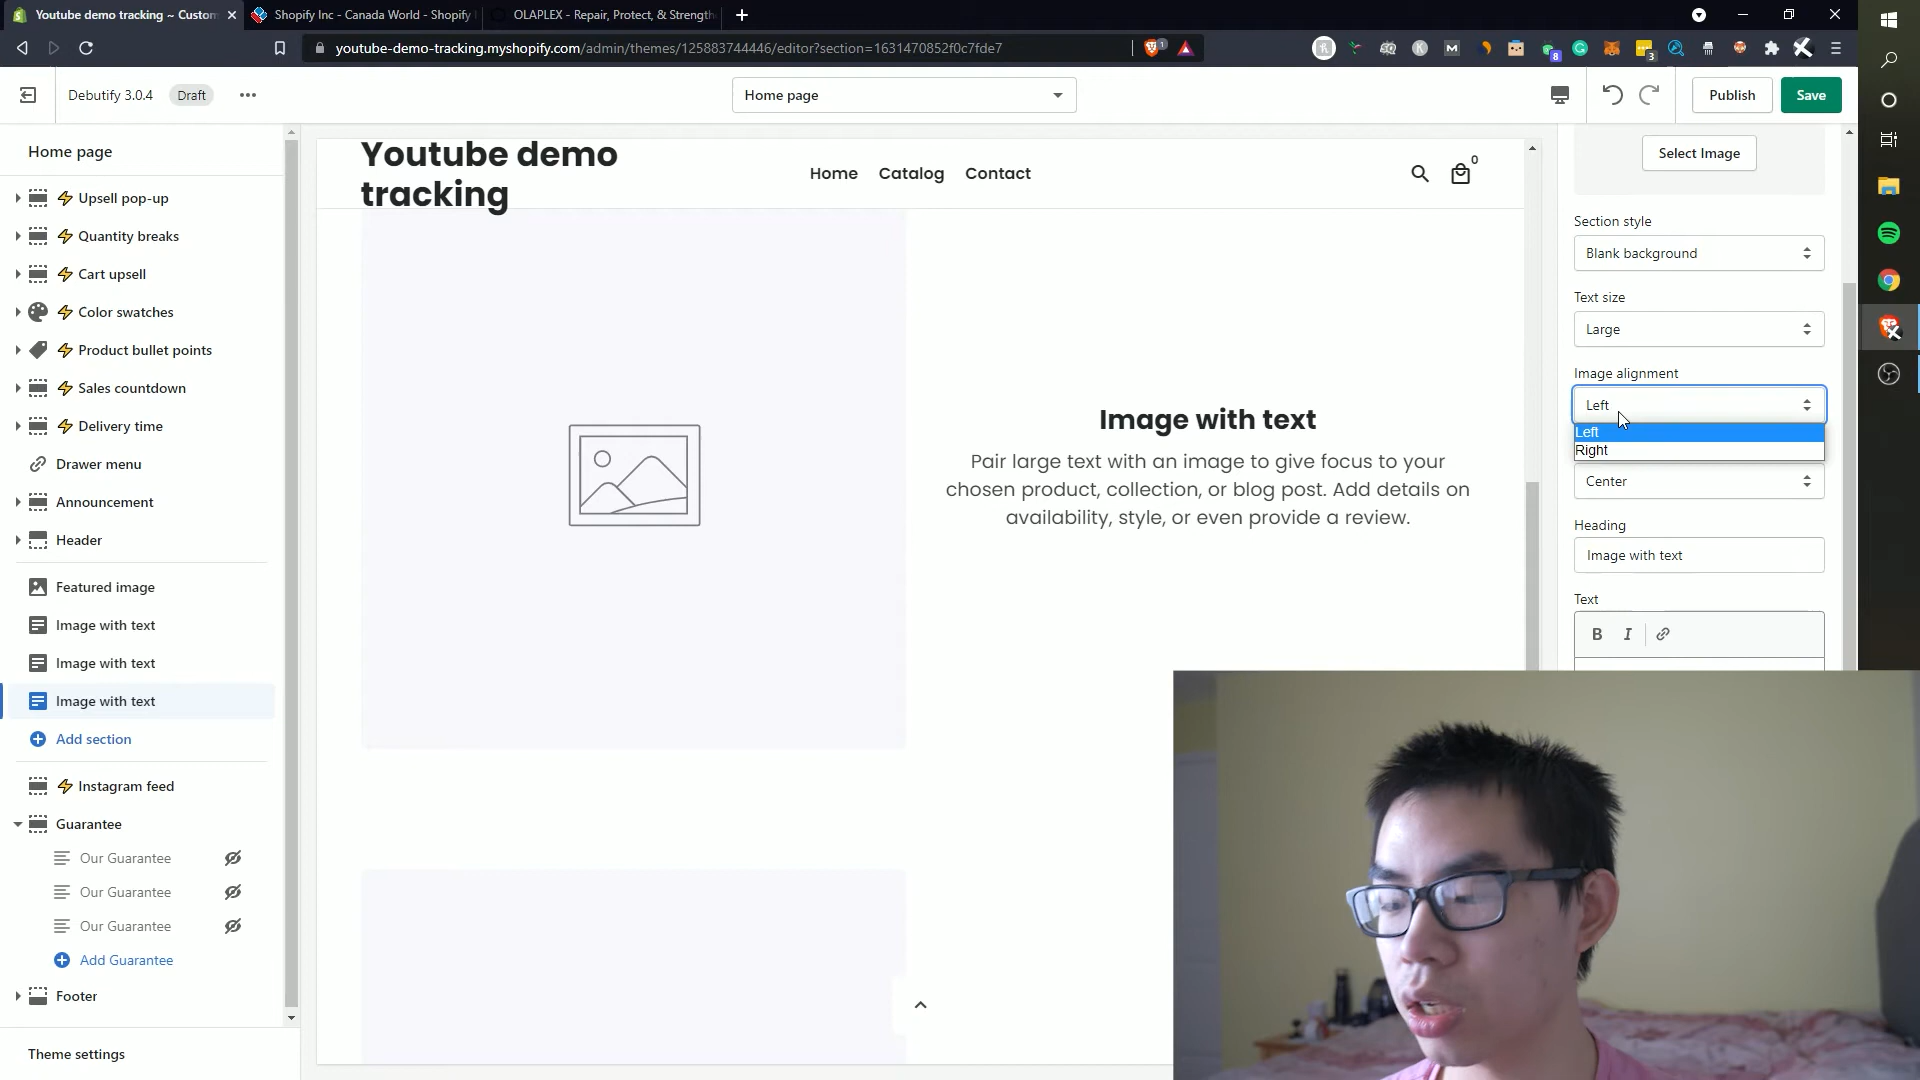 Youtube demo tracking ~ Custom
Shopify Inc - Canada World - Shopify
OLAPLEX - Repair, Protect, & Strength
youtube-demo-tracking.myshopify.com/admin/themes/125883744446/editor?section=1631470852f0c7fde7
1
8
3
Debutify 3.0.4
Draft
Home page
Publish
Save
Home page
Upsell pop-up
Quantity breaks
Cart upsell
Color swatches
Product bullet points
Sales countdown
Delivery time
Drawer menu
Announcement
Header
Featured image
Image with text
Image with text
Image with text
Add section
Instagram feed
Guarantee
Our Guarantee
Our Guarantee
Our Guarantee
Add Guarantee
Footer
Theme settings
Youtube demo
tracking
Home
Catalog
Contact
0
Image with text
Pair large text with an image to give focus to your
chosen product, collection, or blog post. Add details on
availability, style, or even provide a review.
Select Image
Section style
Blank background
Text size
Large
Image alignment
Left
Left
Right
Center
Heading
Image with text
Text
B
I